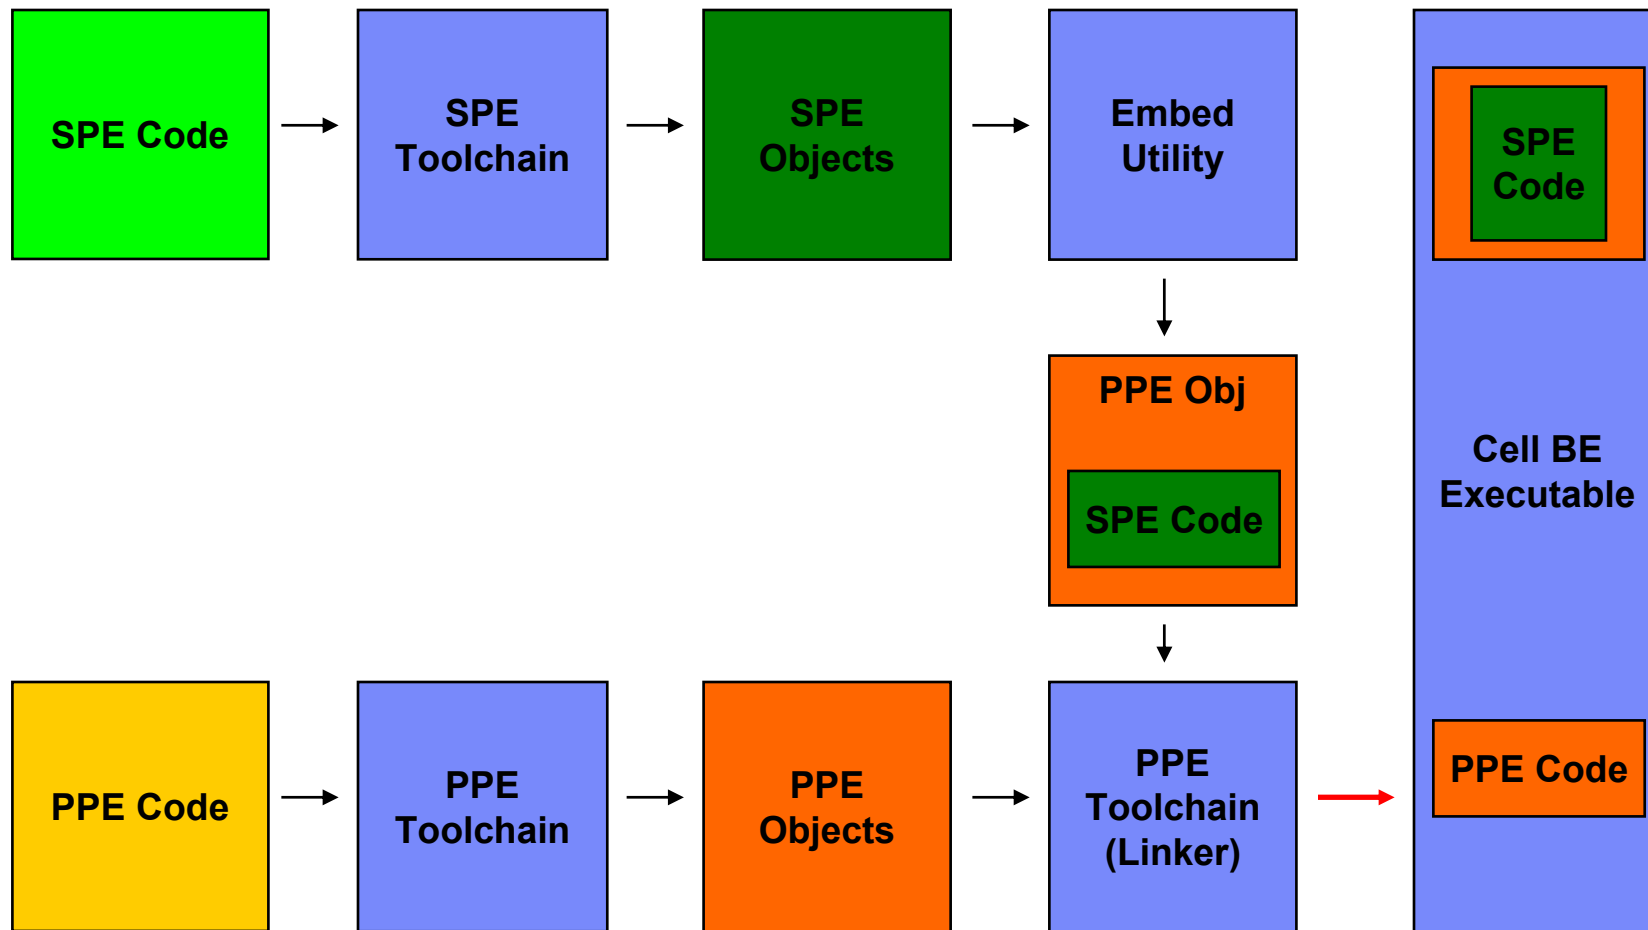 SPE Code
SPE
Toolchain
SPE
Objects
Embed
Utility
SPE
Code
PPE Obj
SPE Code
Cell BE
Executable
PPE Code
PPE
Toolchain
PPE
Objects
PPE
Toolchain
(Linker)
PPE Code